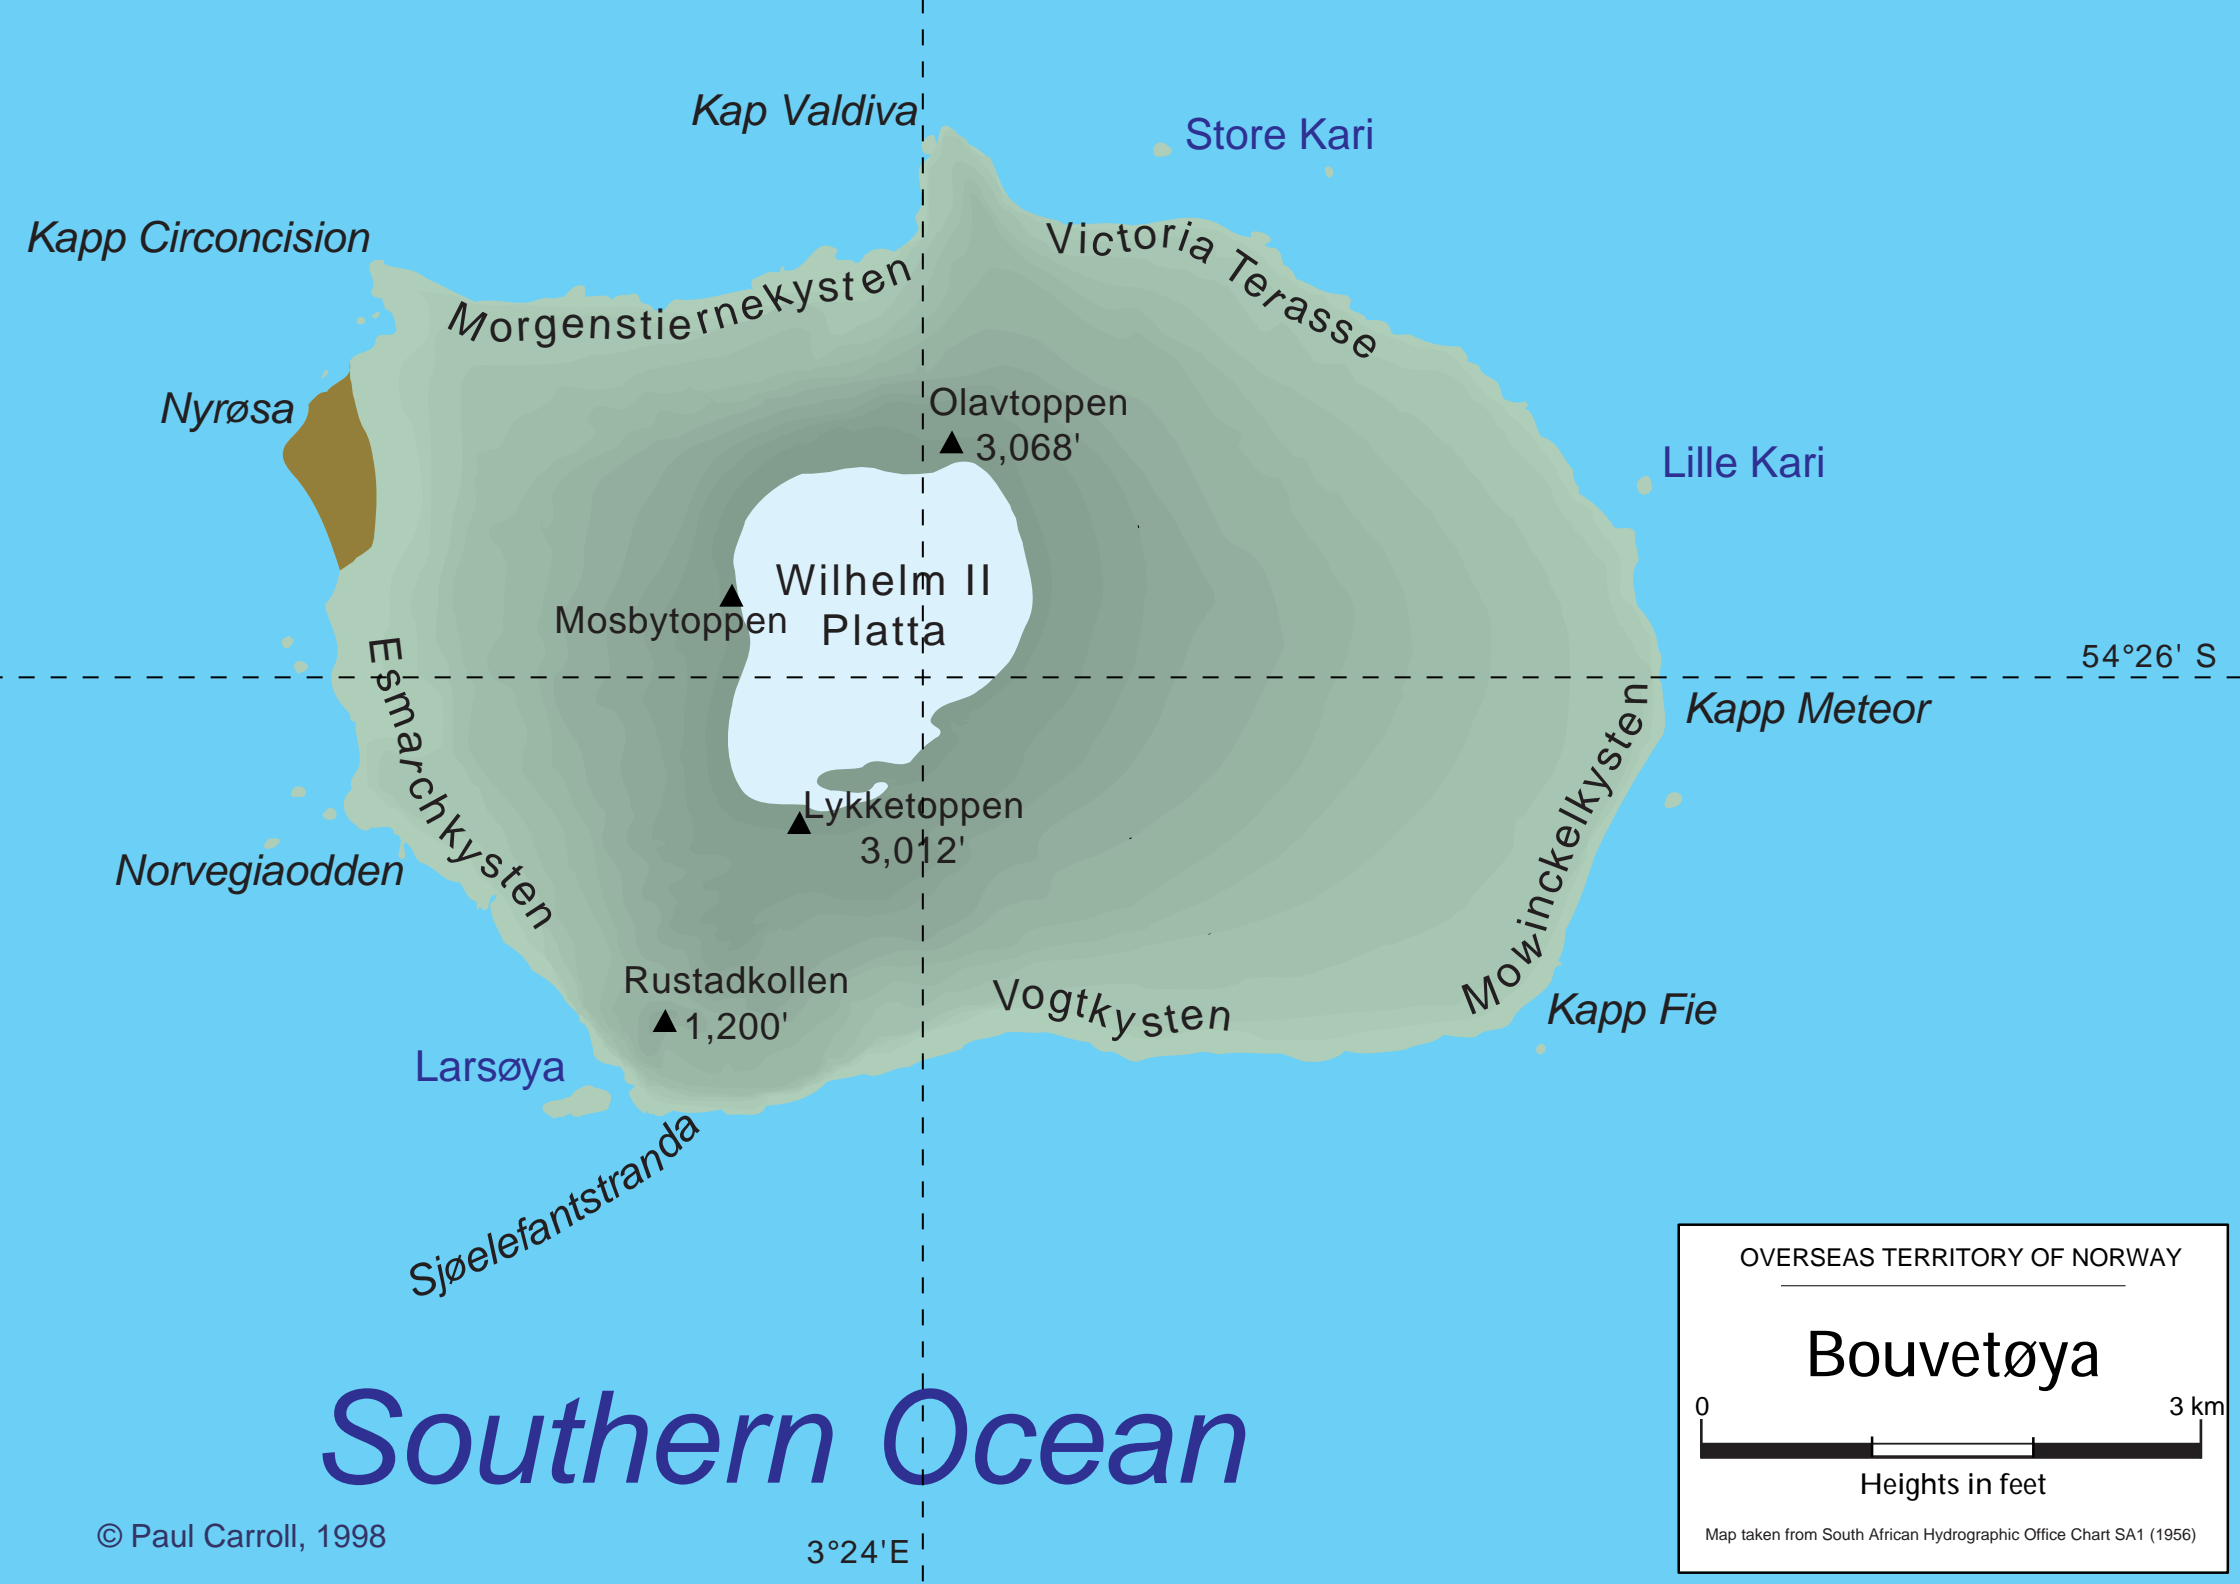 Kap Valdiva
Store Kari
Kapp Circoncision
Victoria Terasse
Morgenstiernekysten
Nyrøsa
Olavtoppen
3,068'
Lille Kari
Wilhelm II
Platta
Mosbytoppen
54°26' S
Esmarchkysten
Kapp Meteor
Mowinckelkysten
Lykketoppen
3,012'
Norvegiaodden
Rustadkollen
1,200'
Vogtkysten
Kapp Fie
Larsøya
Sjøelefantstranda
OVERSEAS TERRITORY OF NORWAY
Bouvetøya
0 3 km
Heights in feet
Map taken from South African Hydrographic Office Chart SA1 (1956)
Southern Ocean
© Paul Carroll, 1998
3°24'E